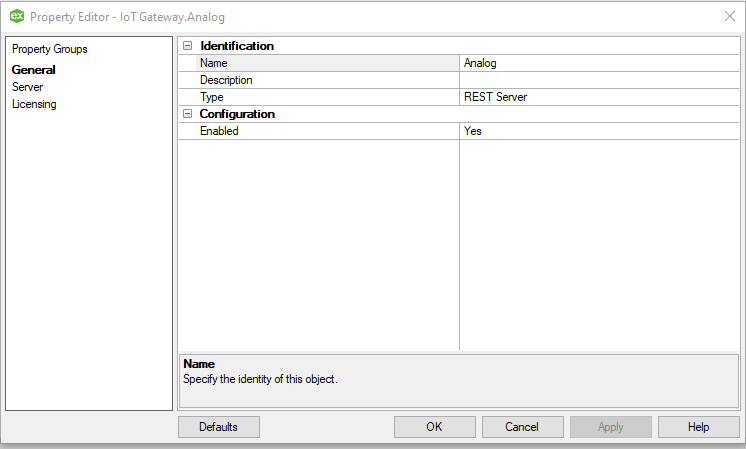 ex Property Editor - IoT Gateway.Analog
Property Groups
General
Server
Licensing
Identification
Name Analog
Description
Type REST Server
Configuration
Enabled Yes
Name
Specify the identity of this object.
Defaults OK Cancel Apply Help